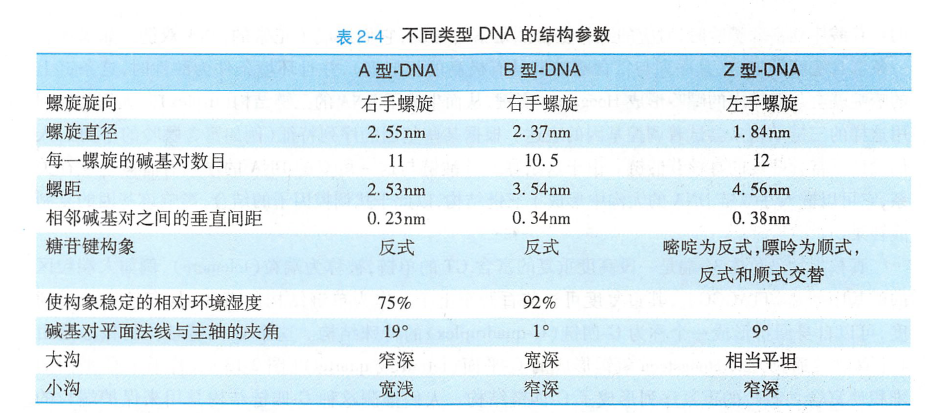 表2-4 不同类型 DNA 的结构参数
A 型-DNA B 型-DNA Z 型-DNA
螺旋旋向 右手螺旋 右手螺旋 左手螺旋
螺旋直径 2.55nm 2.37nm 1.84nm
每一螺旋的碱基对数目 11 10.5 12
螺距 2.53nm 3.54nm 4.56nm
相邻碱基对之间的垂直间距 0.23nm 0.34nm 0.38nm
糖苷键构象 反式 反式 嘧啶为反式,嘌呤为顺式,
反式和顺式交替
使构象稳定的相对环境湿度 75% 92%
碱基对平面法线与主轴的夹角 19° 1° 9°
大沟 窄深 宽深 相当平坦
小沟 宽浅 窄深 窄深